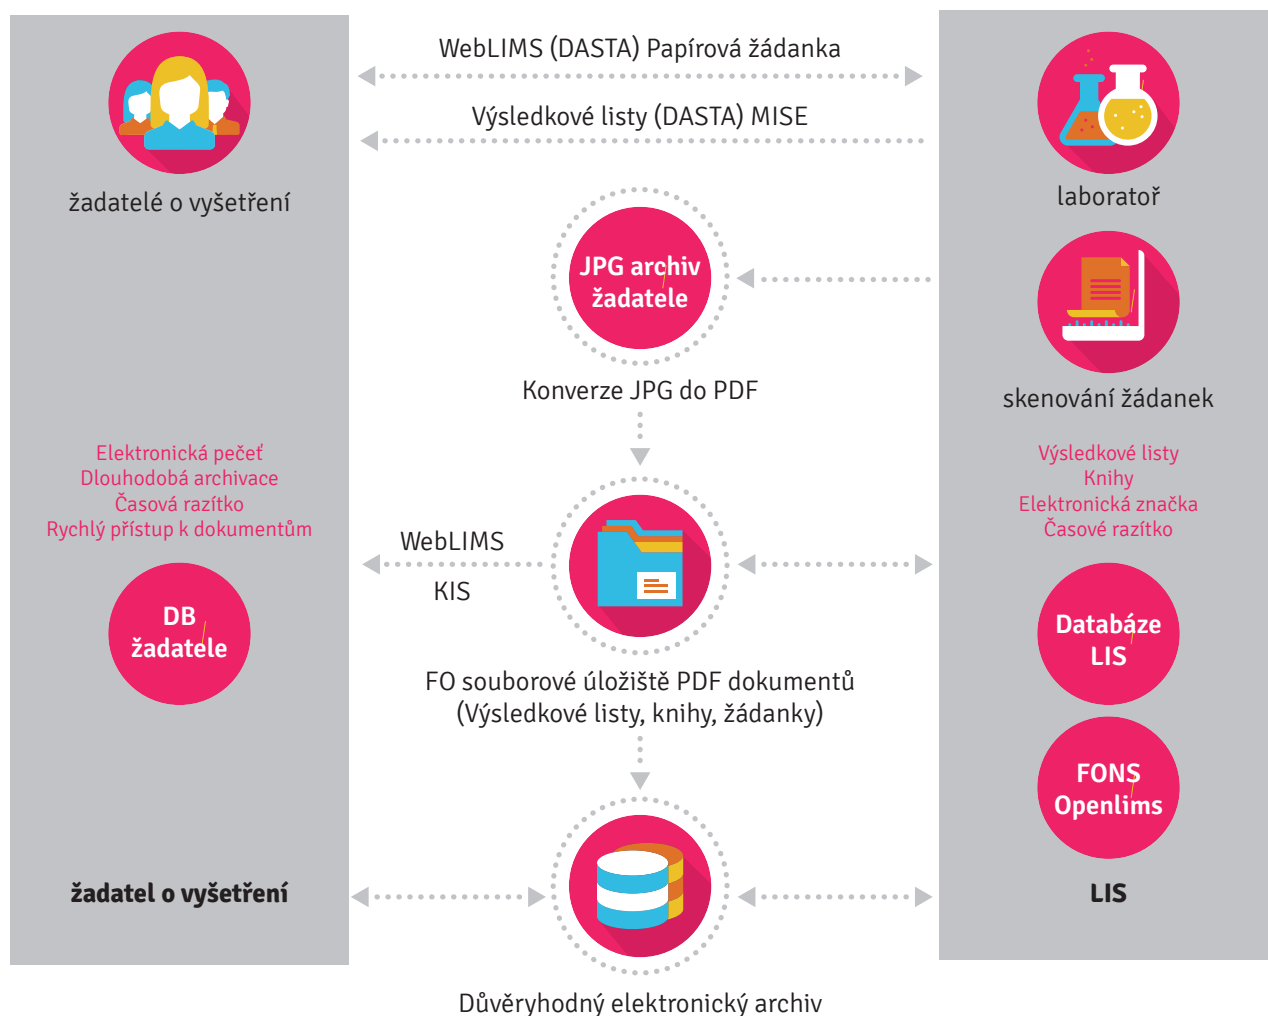 WebLIMS (DASTA) Papírová žádanka
Výsledkové listy (DASTA) MISE
žadatelé o vyšetření
laboratoř
JPG archiv
žadatele
Konverze JPG do PDF
skenování žádanek
Elektronická pečeť
Dlouhodobá archivace
Časová razítko
Rychlý přístup k dokumentům
Výsledkové listy
Knihy
Elektronická značka
Časové razítko
WebLIMS
KIS
DB
žadatele
Databáze
LIS
FO souborové úložiště PDF dokumentů
(Výsledkové listy, knihy, žádanky)
FONS
Openlims
žadatel o vyšetření
LIS
Důvěryhodný elektronický archiv